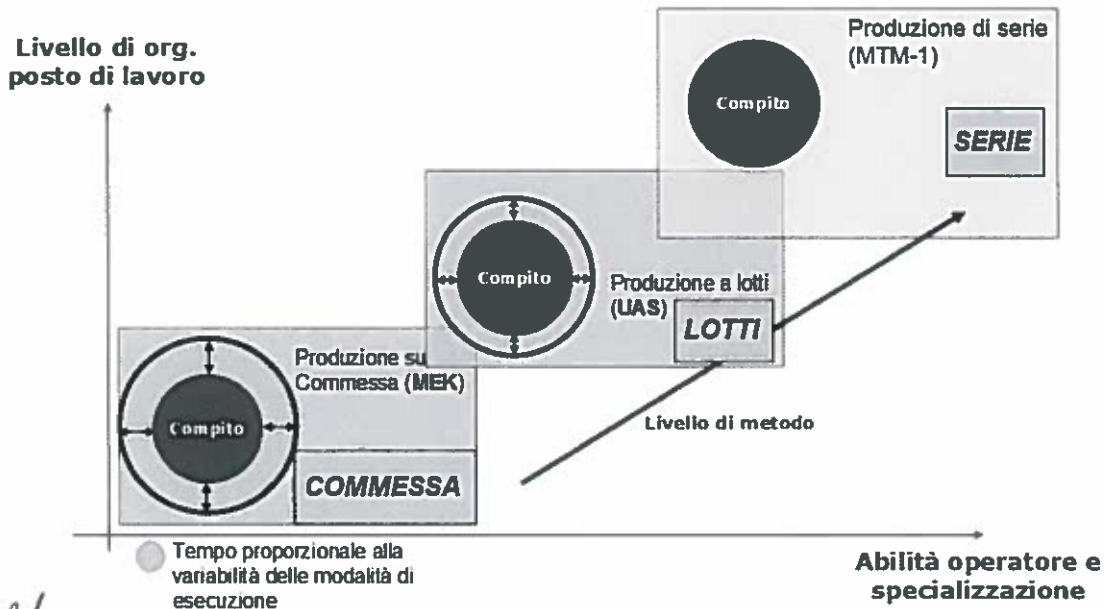 Livello di org.
posto di lavoro
Produzione di serie
(MTM-1)
Compito
SERIE
Compito
Produzione a lotti
(UAS)
LOTTI
Produzione su
Commessa (MEK)
Compito
COMMESSA
Livello di metodo
Tempo proporzionale alla
variabilità delle modalità di
esecuzione
Abilità operatore e
specializzazione